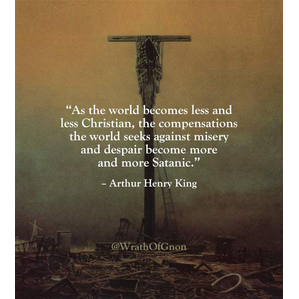 “As the world becomes less and
less Christian, the compensations
the world seeks against misery
and despair become more
and more Satanic.”
– Arthur Henry King
@WrathOfGnon